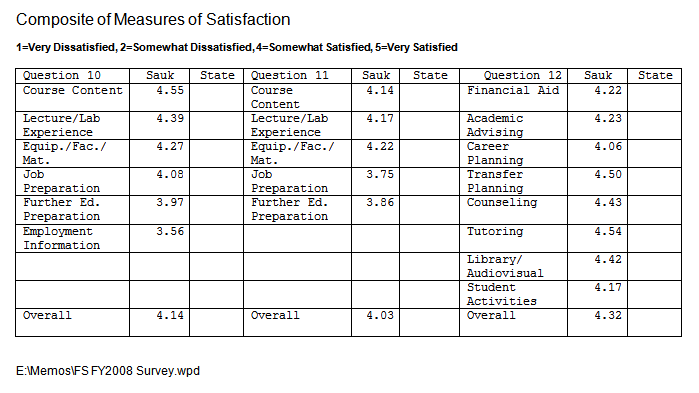 Composite of Measures of Satisfaction
1=Very Dissatisfied, 2=Somewhat Dissatisfied, 4=Somewhat Satisfied, 5=Very Satisfied
Question 10 Sauk State Question 11 Sauk State Question 12 Sauk State
Course Content 4.55 Course Content 4.14 Financial Aid 4.22
Lecture/Lab Experience 4.39 Lecture/Lab Experience 4.17 Academic Advising 4.23
Equip./Fac./ Mat. 4.27 Equip./Fac./ Mat. 4.22 Career Planning 4.06
Job Preparation 4.08 Job Preparation 3.75 Transfer Planning 4.50
Further Ed. Preparation 3.97 Further Ed. Preparation 3.86 Counseling 4.43
Employment Information 3.56 Tutoring 4.54
Library/ Audiovisual 4.42
Student Activities 4.17
Overall 4.14 Overall 4.03 Overall 4.32
E:\Memos\FS FY2008 Survey.wpd